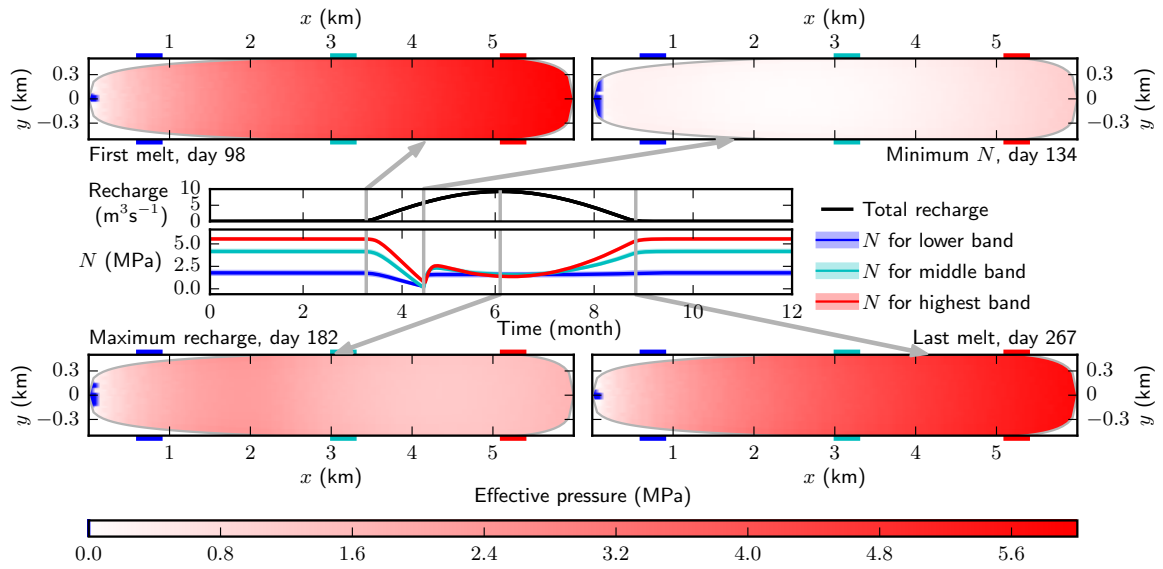 x (km) x (km)
1 2 3 4 5 1 2 3 4 5
y (km) 0.3 0 −0.3 0.3 0 −0.3 y (km)
First melt, day 98 Minimum N, day 134
Recharge (m³s⁻¹) 10 5 0
N (MPa) 5.0 2.5 0.0
0 2 4 6 8 10 12
Time (month)
Total recharge
N for lower band
N for middle band
N for highest band
Maximum recharge, day 182 Last melt, day 267
y (km) 0.3 0 −0.3 0.3 0 −0.3 y (km)
1 2 3 4 5 1 2 3 4 5
x (km) x (km)
Effective pressure (MPa)
0.0 0.8 1.6 2.4 3.2 4.0 4.8 5.6